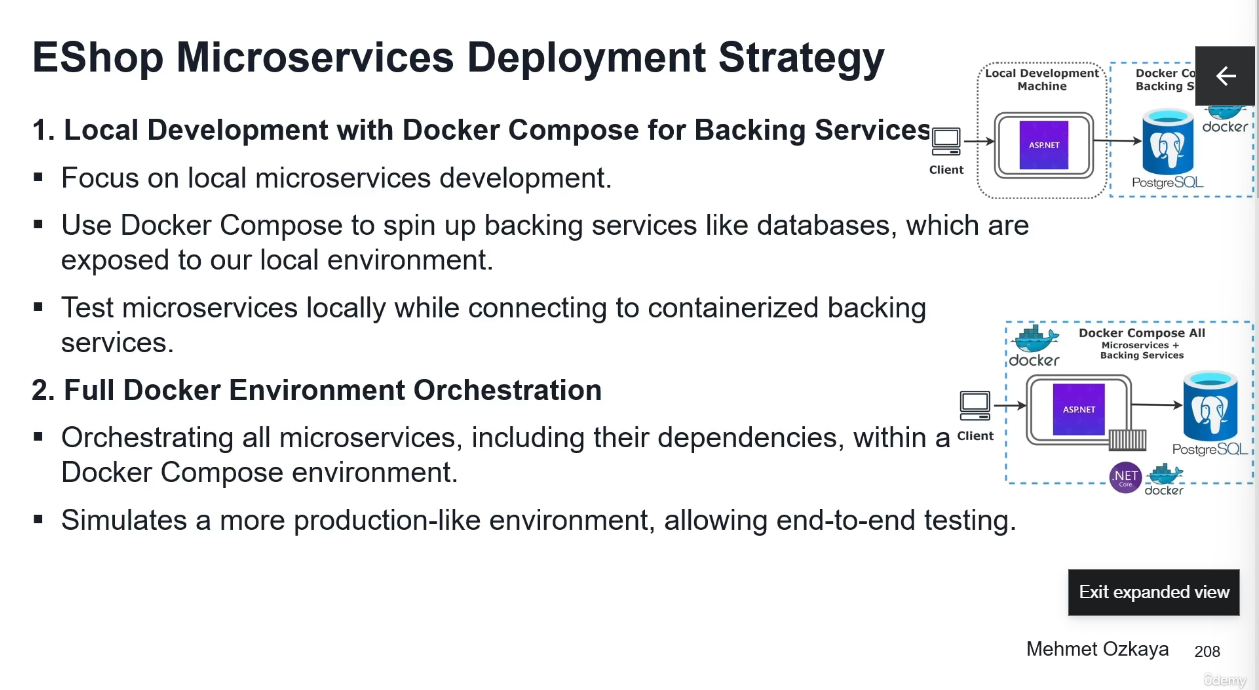 EShop Microservices Deployment Strategy
1. Local Development with Docker Compose for Backing Services
▪ Focus on local microservices development.
▪ Use Docker Compose to spin up backing services like databases, which are
exposed to our local environment.
▪ Test microservices locally while connecting to containerized backing
services.
2. Full Docker Environment Orchestration
▪ Orchestrating all microservices, including their dependencies, within a
Docker Compose environment.
▪ Simulates a more production-like environment, allowing end-to-end testing.
Local Development
Machine
Docker Co
Backing S
docker
ASP.NET
Client
PostgreSQL
docker
Docker Compose All
Microservices +
Backing Services
ASP.NET
Client
PostgreSQL
.NET
Core
docker
Exit expanded view
Mehmet Ozkaya
208
ûdemy